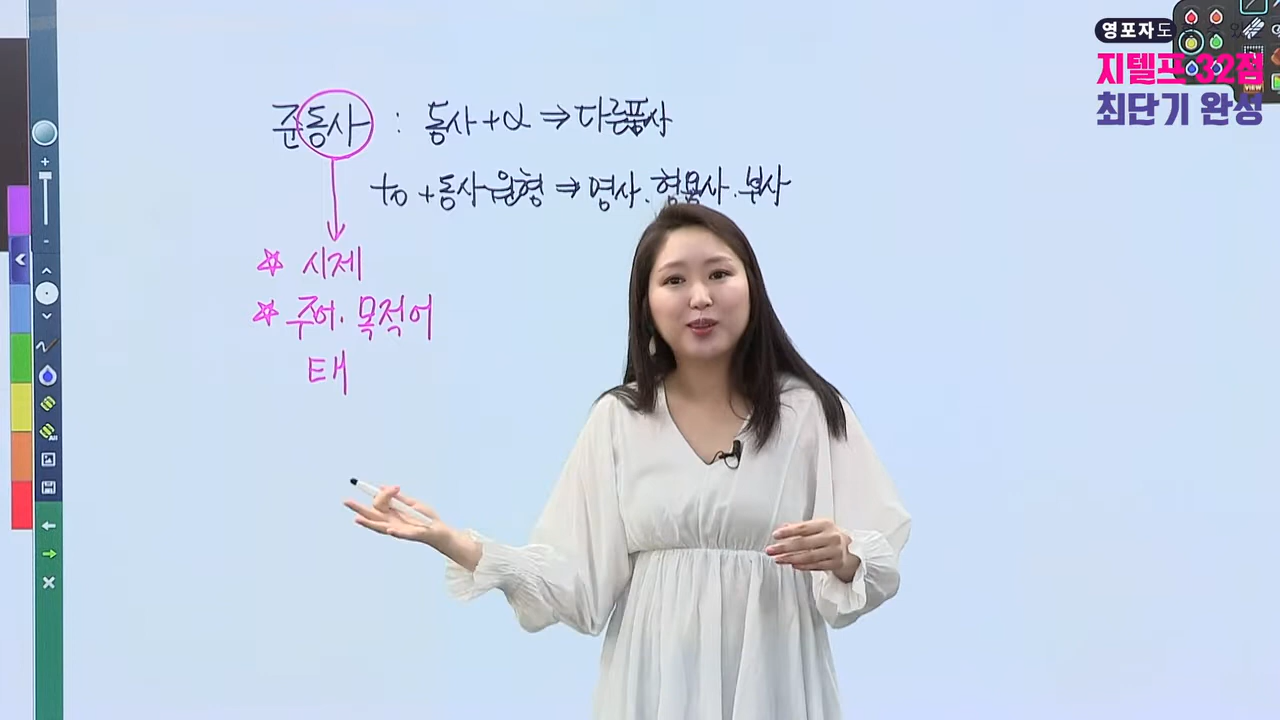 영포자도
지텔프 32점
최단기 완성
준동사 : 동사+α ⇒ 다른품사
to + 동사원형 ⇒ 명사. 형용사. 부사
☆ 시제
☆ 주어. 목적어
태